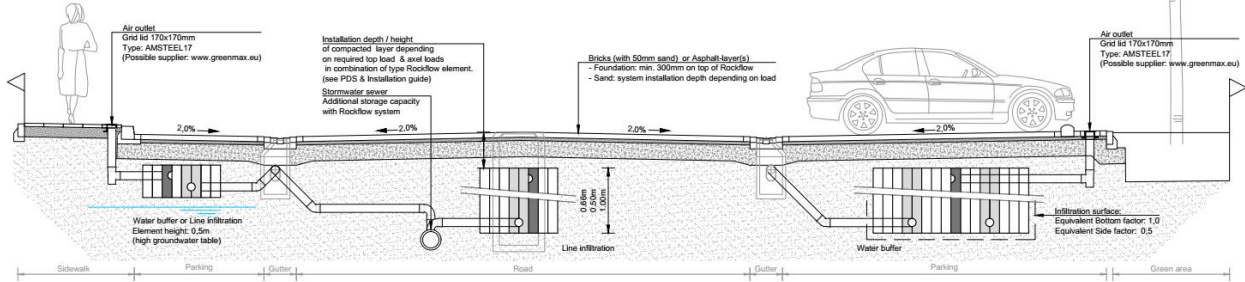 Air outlet
Grid lid 170x170mm
Type: AMSTEEL17
(Possible supplier: www.greenmax.eu)
Installation depth / height
of compacted layer depending
on required top load & axel loads
in combination of type Rockflow element.
(see PDS & Installation guide)
Stormwater sewer
Additional storage capacity
with Rockflow system
Bricks (with 50mm sand) or Asphalt-layer(s)
- Foundation: min. 300mm on top of Rockflow
- Sand: system installation depth depending on load
Air outlet
Grid lid 170x170mm
Type: AMSTEEL17
(Possible supplier: www.greenmax.eu)
2,0%
2,0%
2,0%
2,0%
0.66m
0.50m
1.00m
Water buffer or Line infiltration
Element height: 0,5m
(high groundwater table)
Line infiltration
Water buffer
Infiltration surface:
Equivalent Bottom factor: 1,0
Equivalent Side factor: 0,5
Sidewalk
Parking
Gutter
Road
Gutter
Parking
Green area